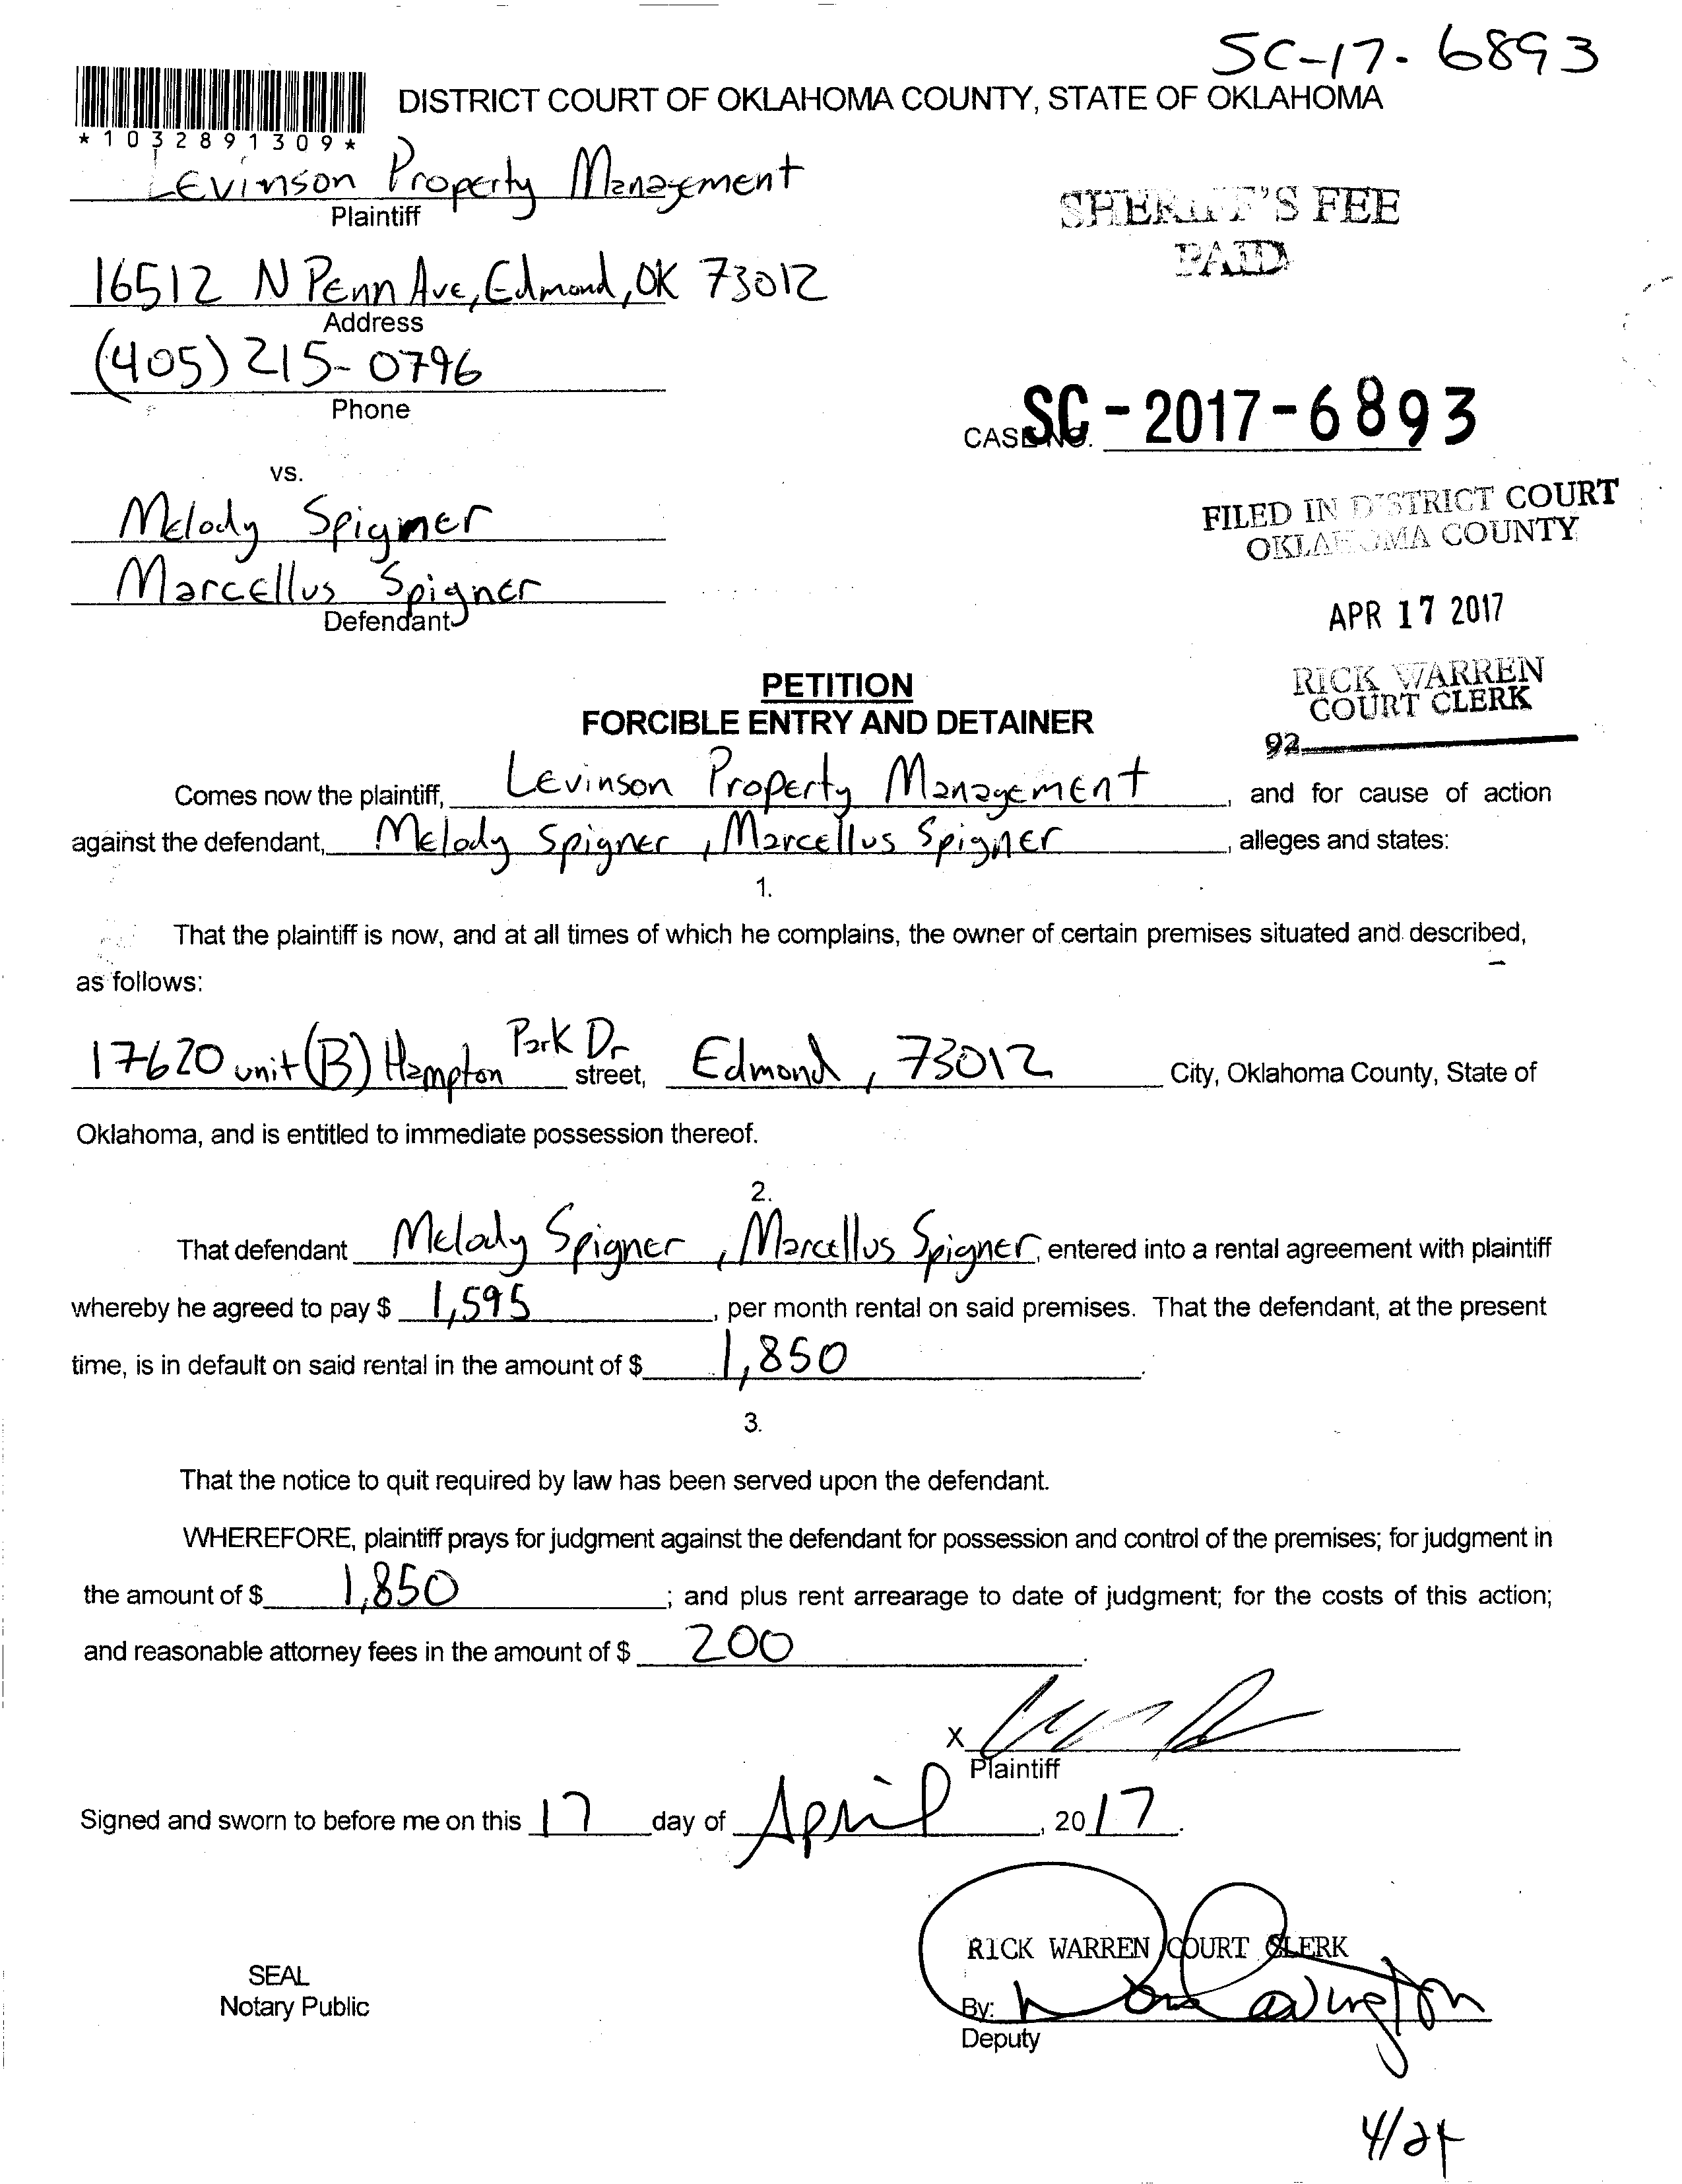 SC-17-6893
DISTRICT COURT OF OKLAHOMA COUNTY, STATE OF OKLAHOMA
*1032891309*
Levinson Property Management
Plaintiff
SHERIFF'S FEE
PAID
16512 N Penn Ave, Edmond, OK 73012
Address
(405) 215-0796
Phone
CASE NO. SC-2017-6893
vs.
Melody Spigner
Marcellus Spigner
Defendant
FILED IN DISTRICT COURT
OKLAHOMA COUNTY
APR 17 2017
RICK WARREN
COURT CLERK
92
PETITION
FORCIBLE ENTRY AND DETAINER
Comes now the plaintiff, Levinson Property Management, and for cause of action
against the defendant, Melody Spigner, Marcellus Spigner, alleges and states:
1.
That the plaintiff is now, and at all times of which he complains, the owner of certain premises situated and described,
as follows:
17620 unit (B) Hampton Park Dr street, Edmond, 73012 City, Oklahoma County, State of
Oklahoma, and is entitled to immediate possession thereof.
2.
That defendant Melody Spigner, Marcellus Spigner, entered into a rental agreement with plaintiff
whereby he agreed to pay $ 1,595, per month rental on said premises. That the defendant, at the present
time, is in default on said rental in the amount of $ 1,850.
3.
That the notice to quit required by law has been served upon the defendant.
WHEREFORE, plaintiff prays for judgment against the defendant for possession and control of the premises; for judgment in
the amount of $ 1,850; and plus rent arrearage to date of judgment; for the costs of this action;
and reasonable attorney fees in the amount of $ 200.
X
Plaintiff
Signed and sworn to before me on this 17 day of April, 2017.
RICK WARREN COURT CLERK
SEAL
Notary Public
By: Covington
Deputy